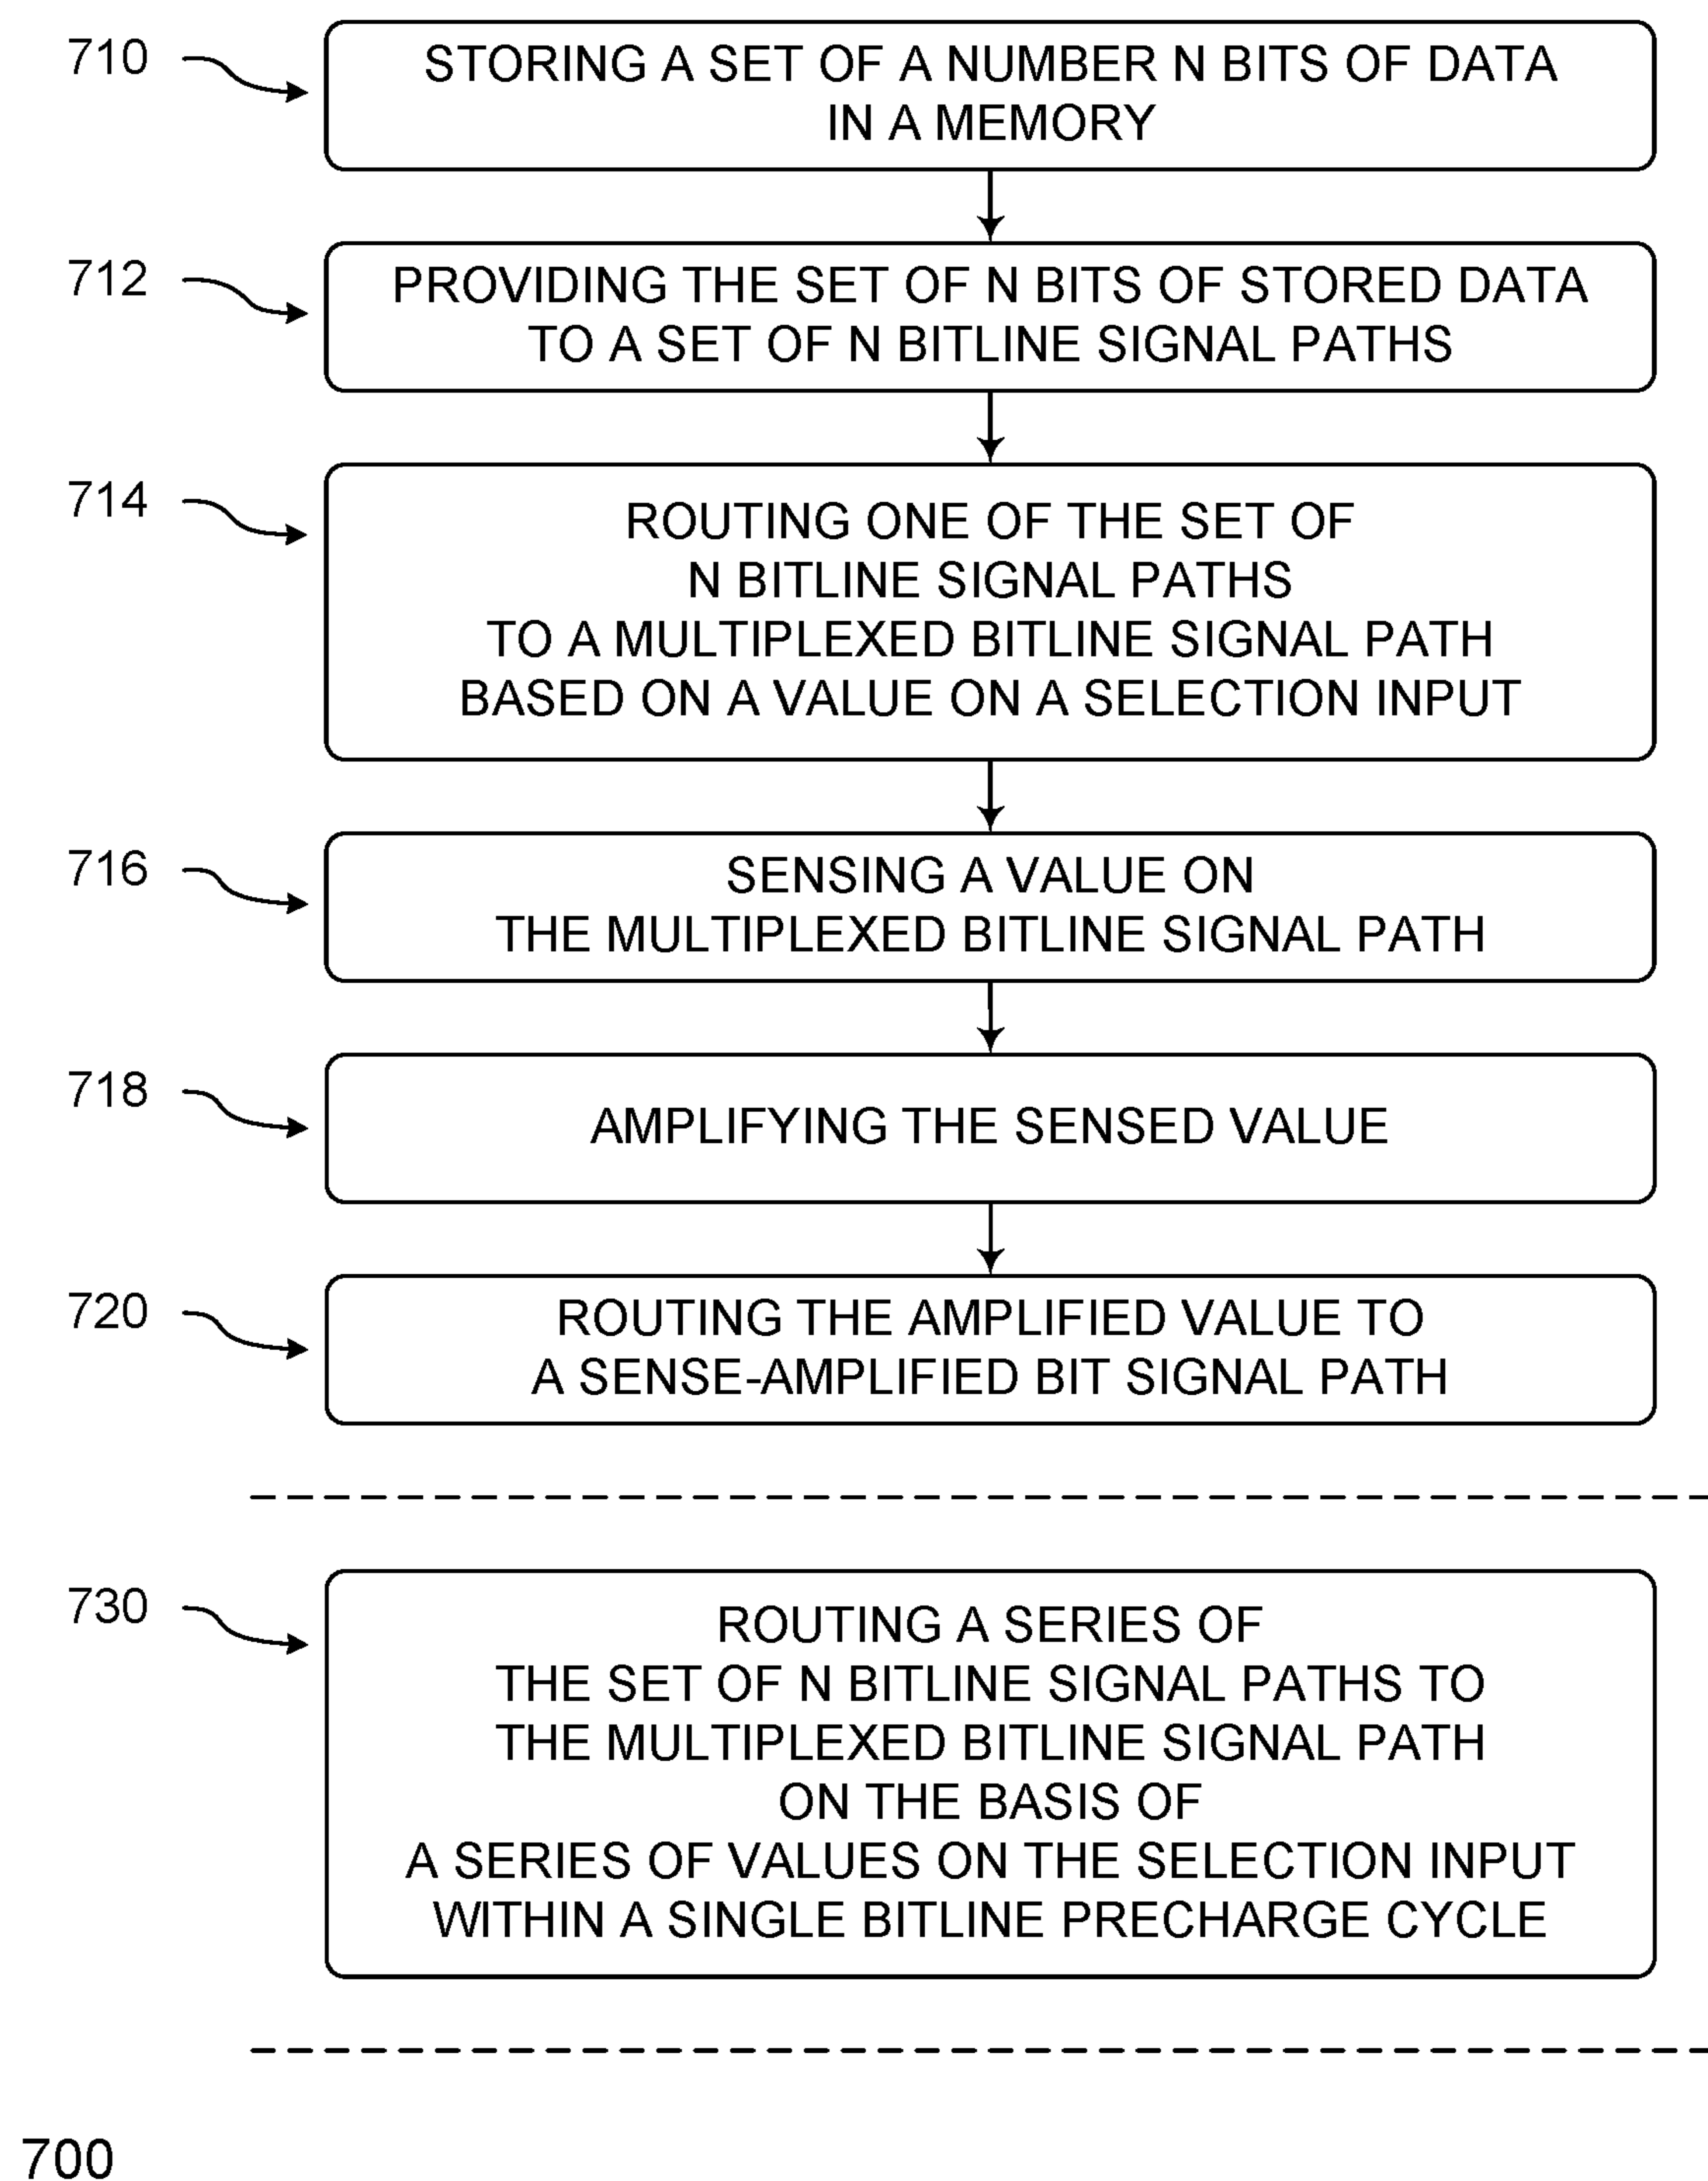 710
STORING A SET OF A NUMBER N BITS OF DATA
IN A MEMORY
712
PROVIDING THE SET OF N BITS OF STORED DATA
TO A SET OF N BITLINE SIGNAL PATHS
714
ROUTING ONE OF THE SET OF
N BITLINE SIGNAL PATHS
TO A MULTIPLEXED BITLINE SIGNAL PATH
BASED ON A VALUE ON A SELECTION INPUT
716
SENSING A VALUE ON
THE MULTIPLEXED BITLINE SIGNAL PATH
718
AMPLIFYING THE SENSED VALUE
720
ROUTING THE AMPLIFIED VALUE TO
A SENSE-AMPLIFIED BIT SIGNAL PATH
730
ROUTING A SERIES OF
THE SET OF N BITLINE SIGNAL PATHS TO
THE MULTIPLEXED BITLINE SIGNAL PATH
ON THE BASIS OF
A SERIES OF VALUES ON THE SELECTION INPUT
WITHIN A SINGLE BITLINE PRECHARGE CYCLE
700